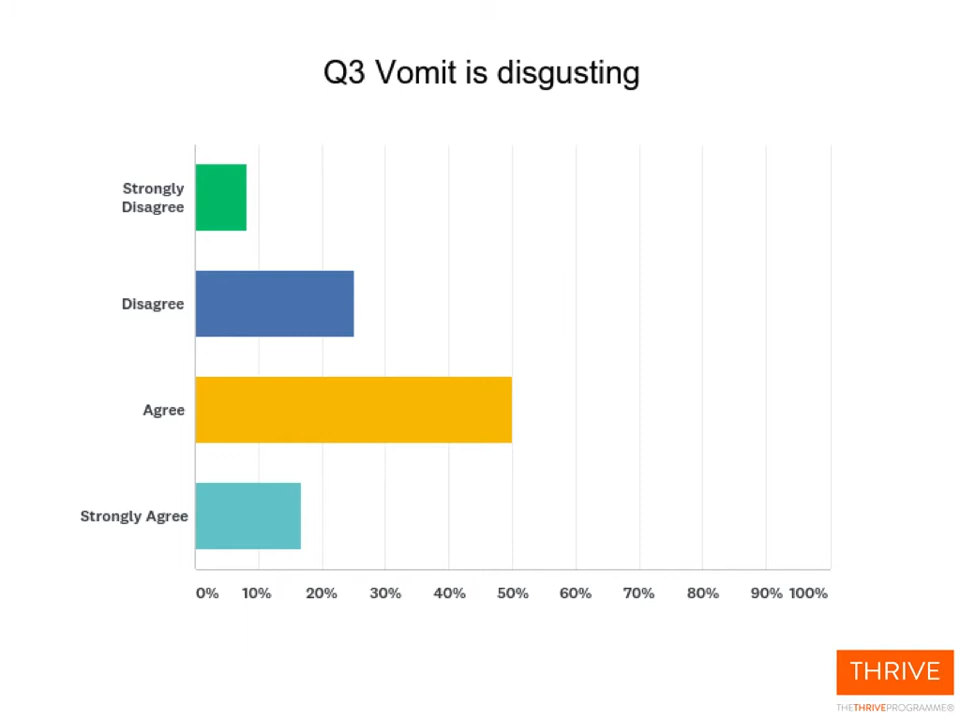 Q3 Vomit is disgusting
Strongly
Disagree
Disagree
Agree
Strongly Agree
0% 10% 20% 30% 40% 50% 60% 70% 80% 90% 100%
THRIVE
THETHRIVEPROGRAMME®